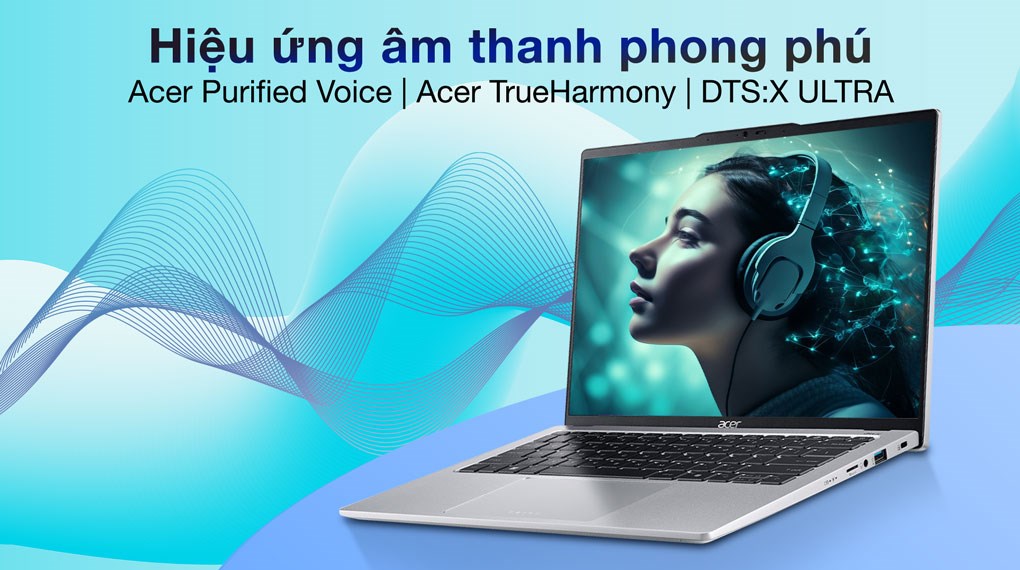 Hiệu ứng âm thanh phong phú
Acer Purified Voice | Acer TrueHarmony | DTS:X ULTRA
acer